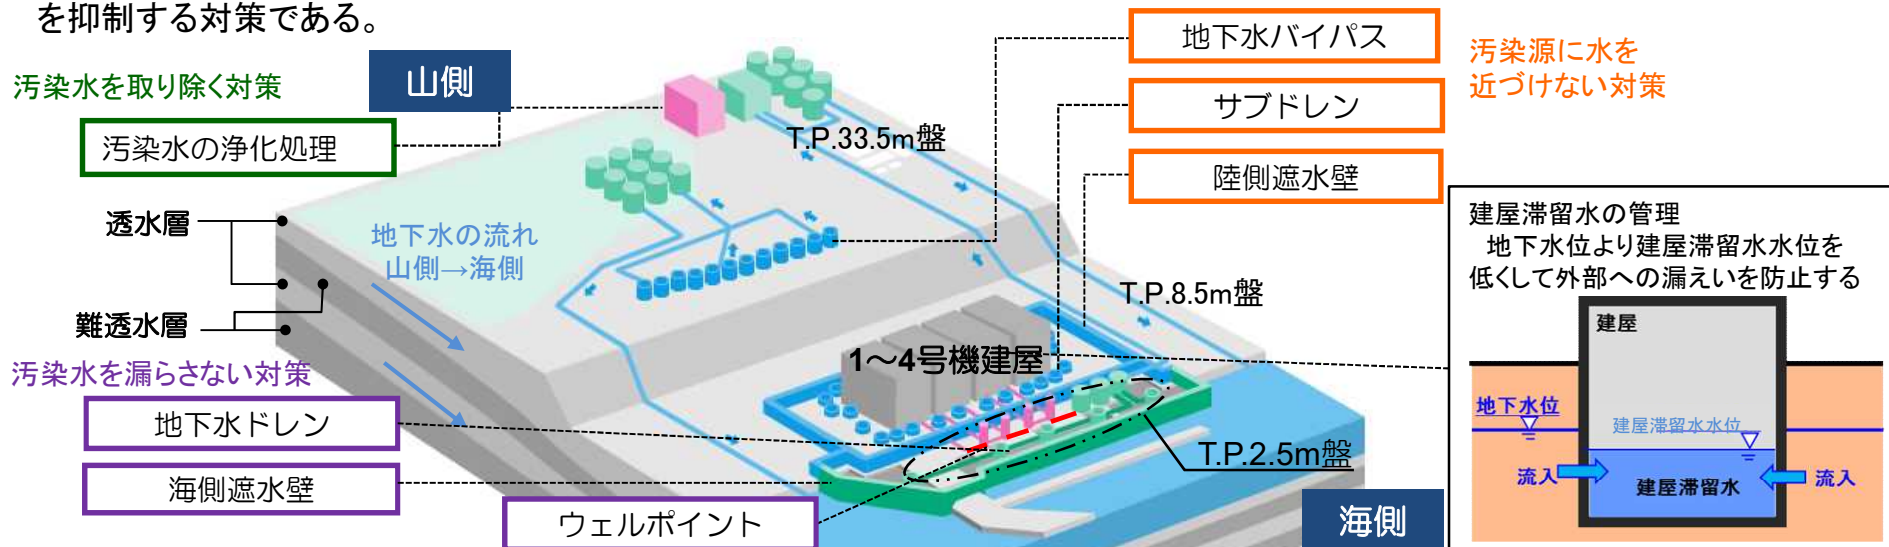 を抑制する対策である。
汚染水を取り除く対策
山側
汚染水の浄化処理
地下水バイパス
サブドレン
陸側遮水壁
汚染源に水を
近づけない対策
T.P.33.5m盤
透水層
難透水層
地下水の流れ
山側→海側
T.P.8.5m盤
1～4号機建屋
汚染水を漏らさない対策
地下水ドレン
海側遮水壁
ウェルポイント
T.P.2.5m盤
海側
建屋滞留水の管理
地下水位より建屋滞留水水位を
低くして外部への漏えいを防止する
建屋
地下水位
建屋滞留水水位
流入
建屋滞留水
流入